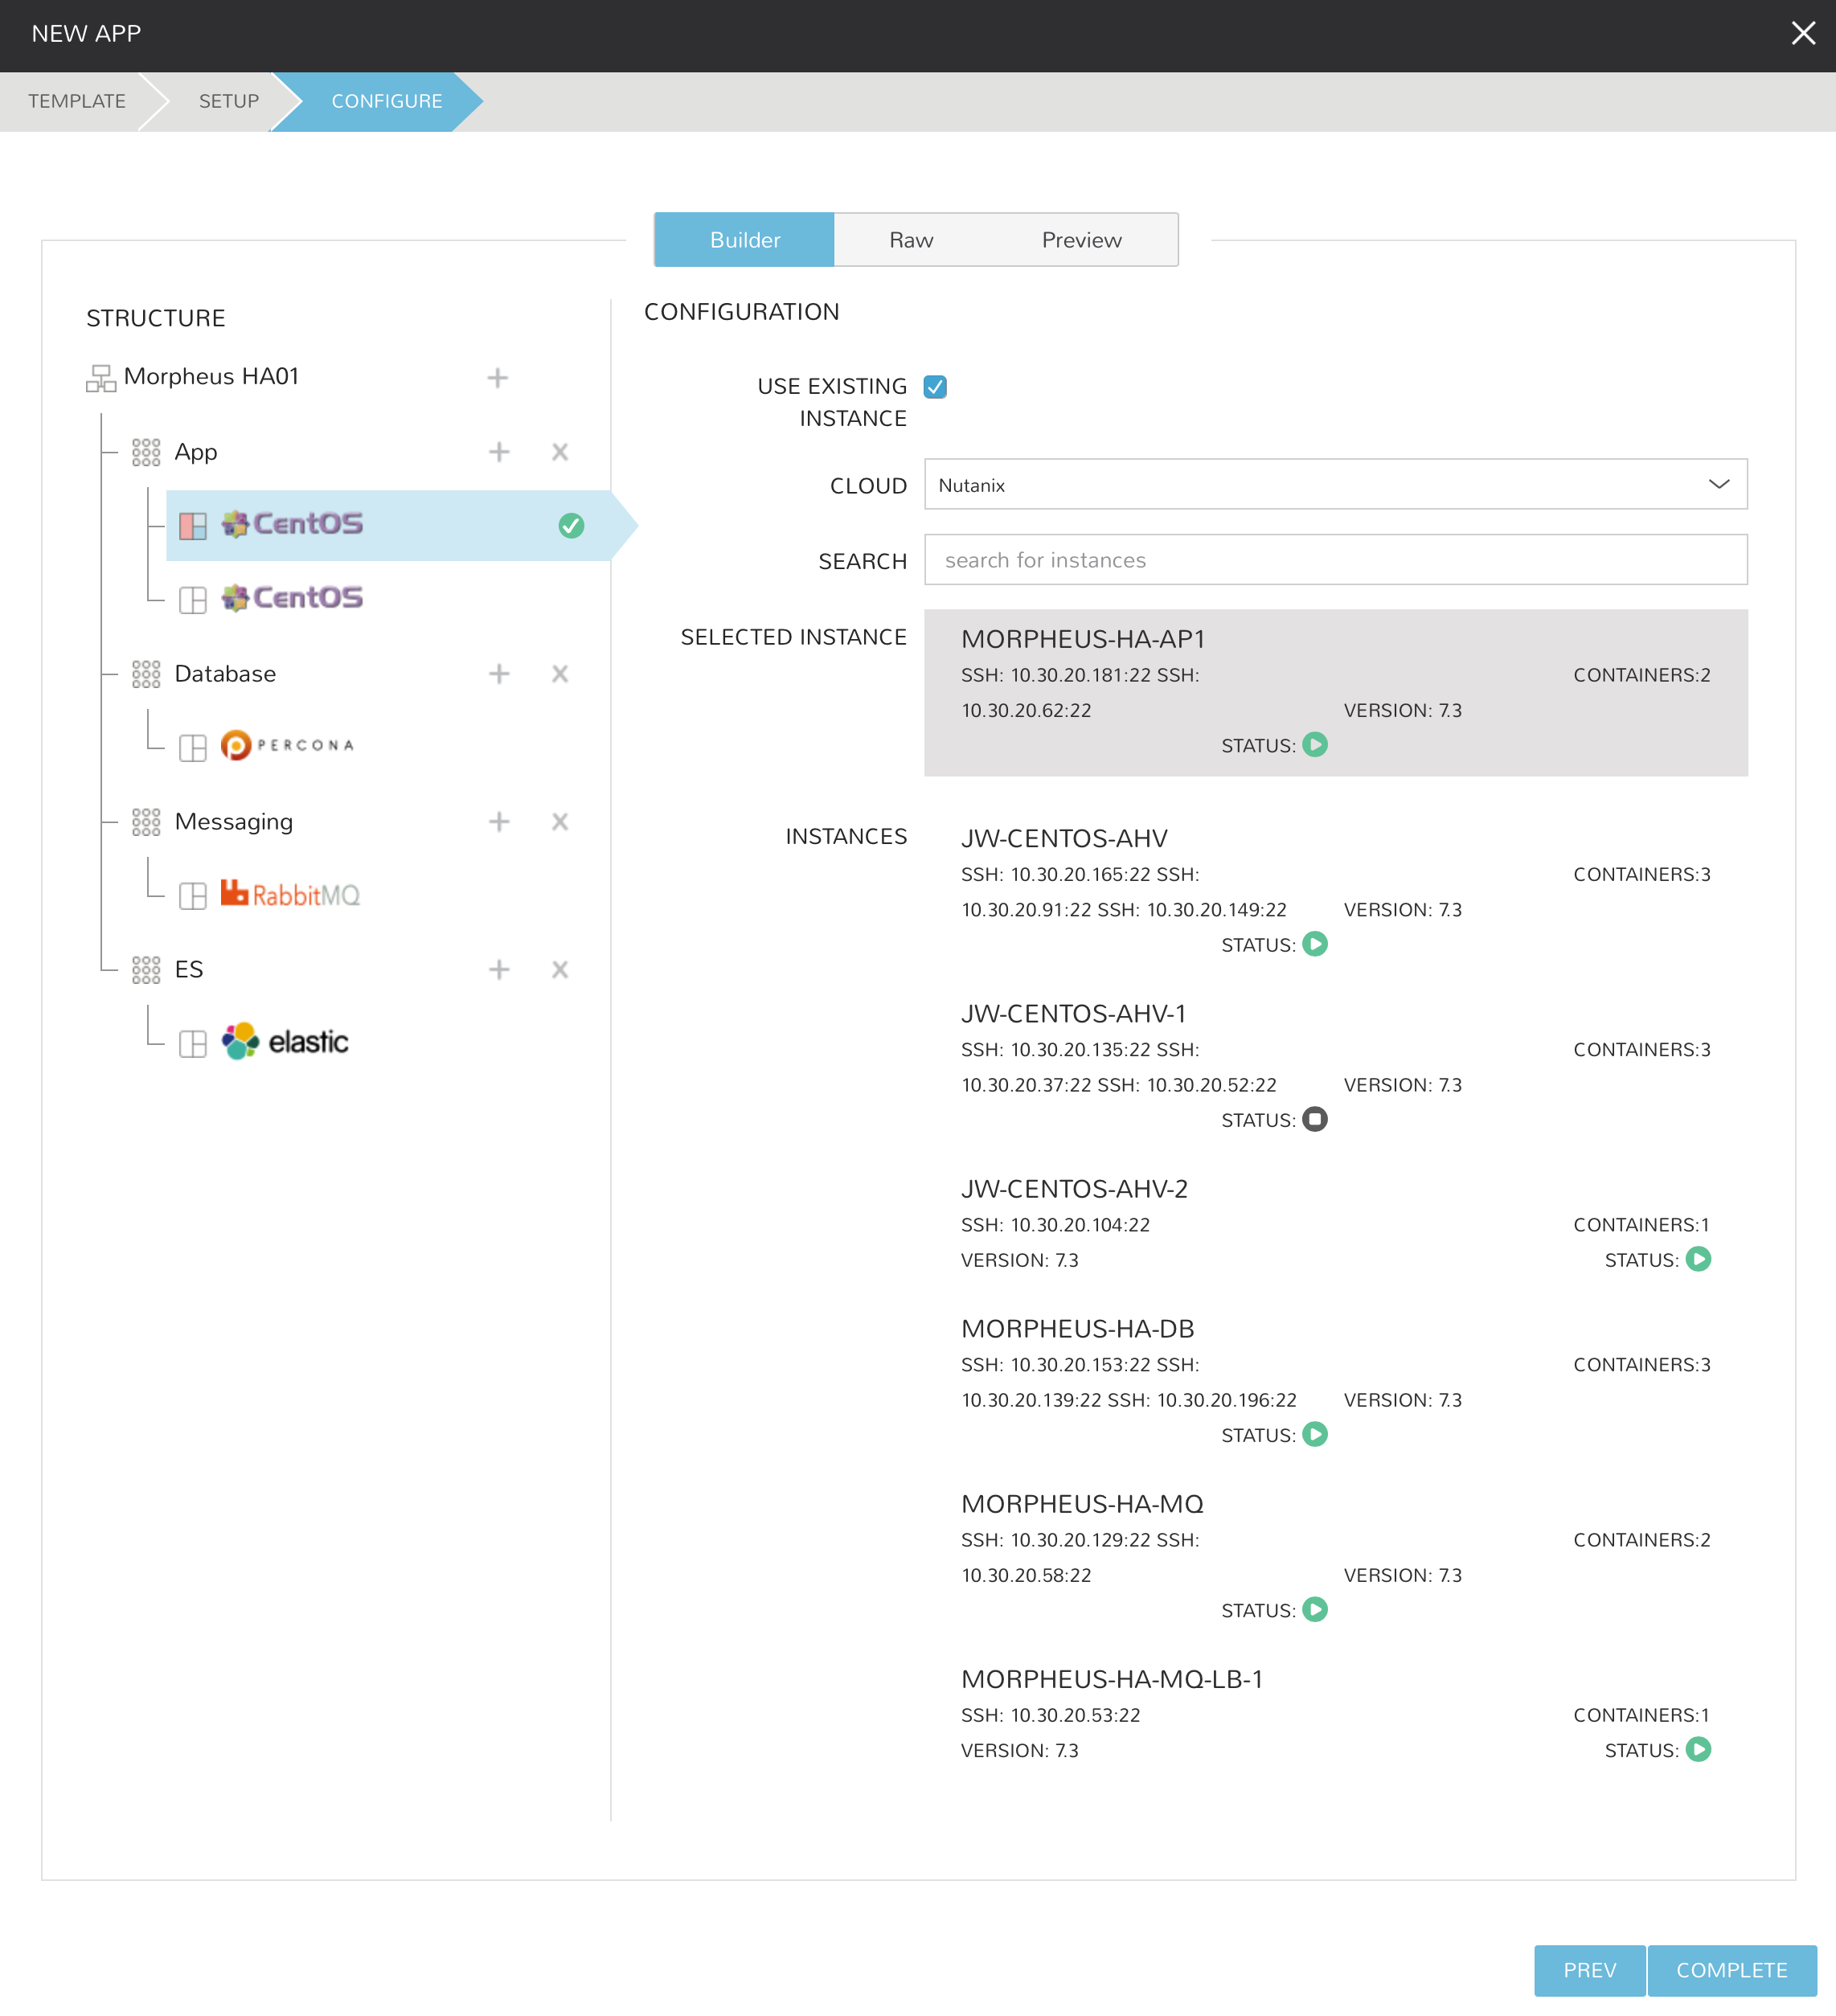 NEW APP
TEMPLATE
SETUP
CONFIGURE
Builder
Raw
Preview
STRUCTURE
Morpheus HA01
App
CentOS
CentOS
Database
PERCONA
Messaging
RabbitMQ
ES
elastic
CONFIGURATION
USE EXISTING
INSTANCE
CLOUD
Nutanix
SEARCH
search for instances
SELECTED INSTANCE
MORPHEUS-HA-AP1
SSH: 10.30.20.181:22 SSH:
CONTAINERS:2
10.30.20.62:22
VERSION: 7.3
STATUS:
INSTANCES
JW-CENTOS-AHV
SSH: 10.30.20.165:22 SSH:
CONTAINERS:3
10.30.20.91:22 SSH: 10.30.20.149:22
VERSION: 7.3
STATUS:
JW-CENTOS-AHV-1
SSH: 10.30.20.135:22 SSH:
CONTAINERS:3
10.30.20.37:22 SSH: 10.30.20.52:22
VERSION: 7.3
STATUS:
JW-CENTOS-AHV-2
SSH: 10.30.20.104:22
CONTAINERS:1
VERSION: 7.3
STATUS:
MORPHEUS-HA-DB
SSH: 10.30.20.153:22 SSH:
CONTAINERS:3
10.30.20.139:22 SSH: 10.30.20.196:22
VERSION: 7.3
STATUS:
MORPHEUS-HA-MQ
SSH: 10.30.20.129:22 SSH:
CONTAINERS:2
10.30.20.58:22
VERSION: 7.3
STATUS:
MORPHEUS-HA-MQ-LB-1
SSH: 10.30.20.53:22
CONTAINERS:1
VERSION: 7.3
STATUS:
PREV
COMPLETE